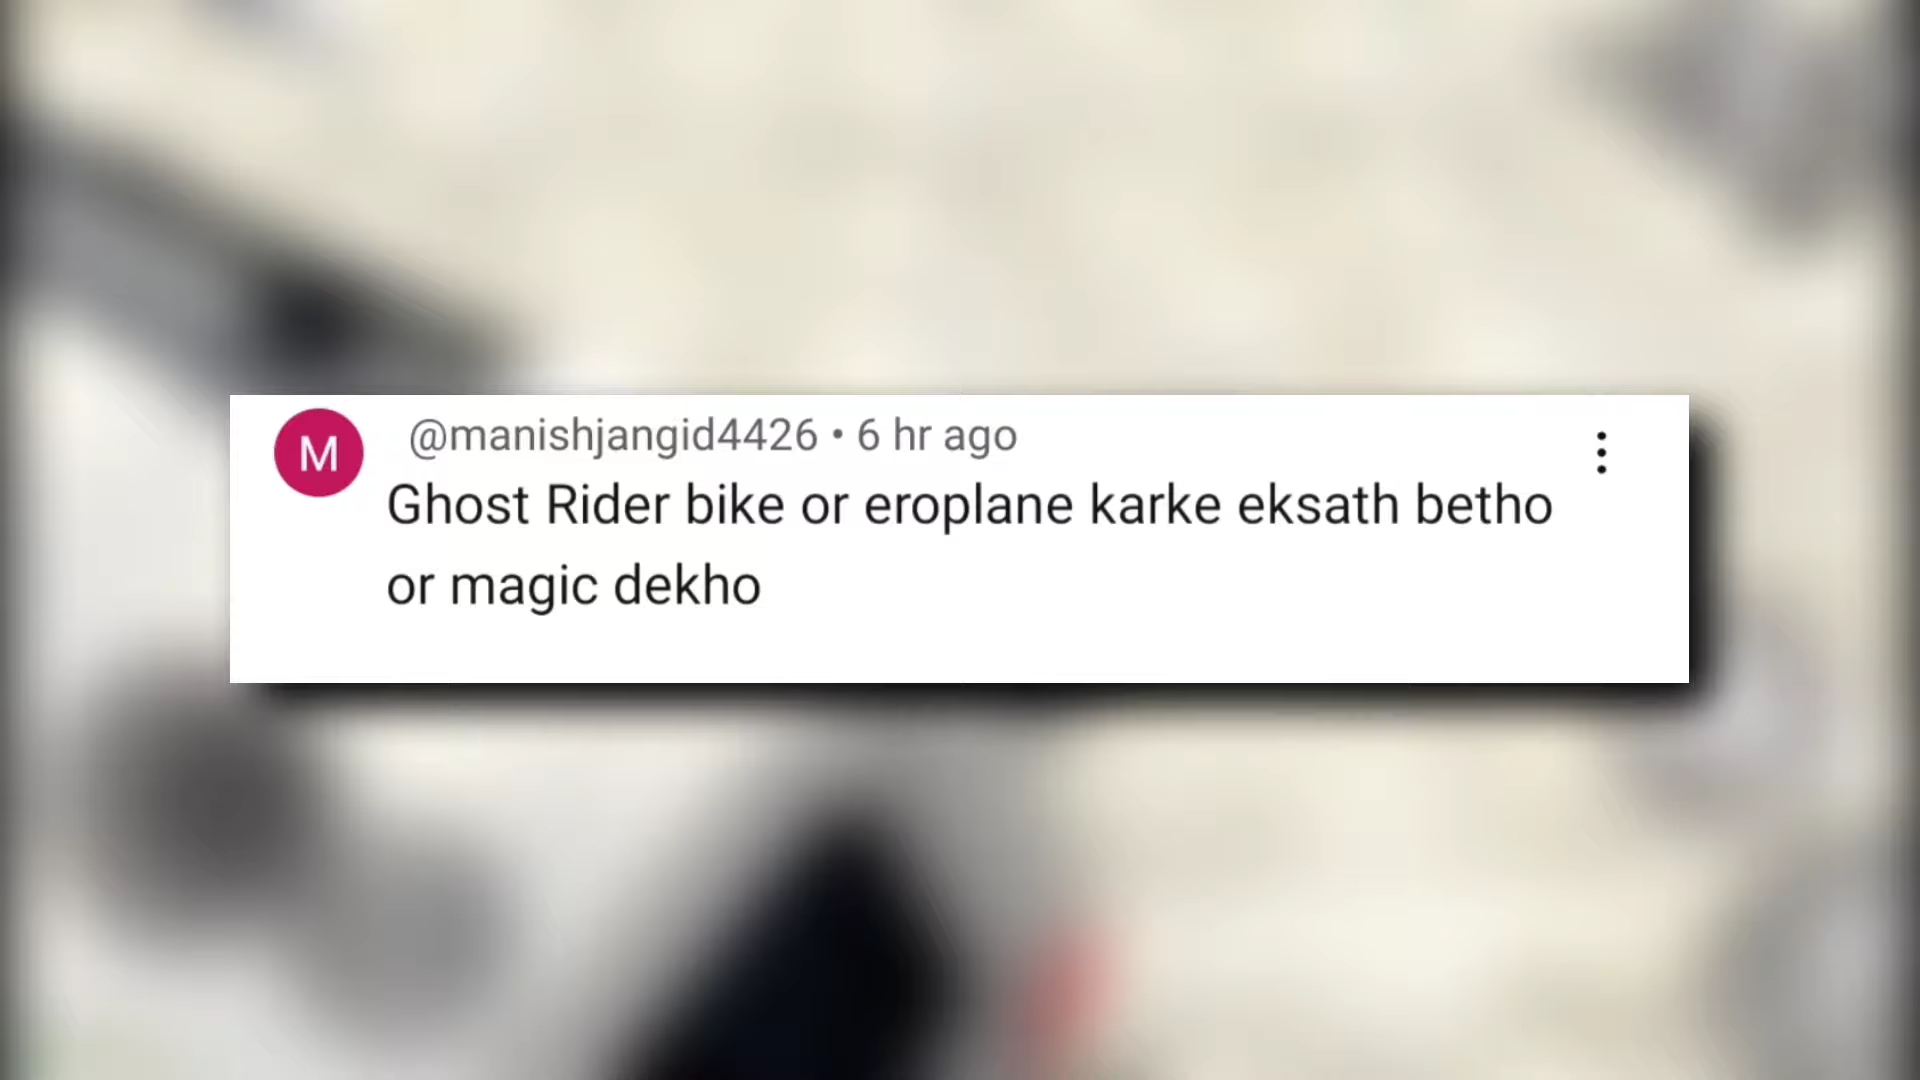 M
@manishjangid4426 • 6 hr ago
Ghost Rider bike or eroplane karke eksath betho
or magic dekho